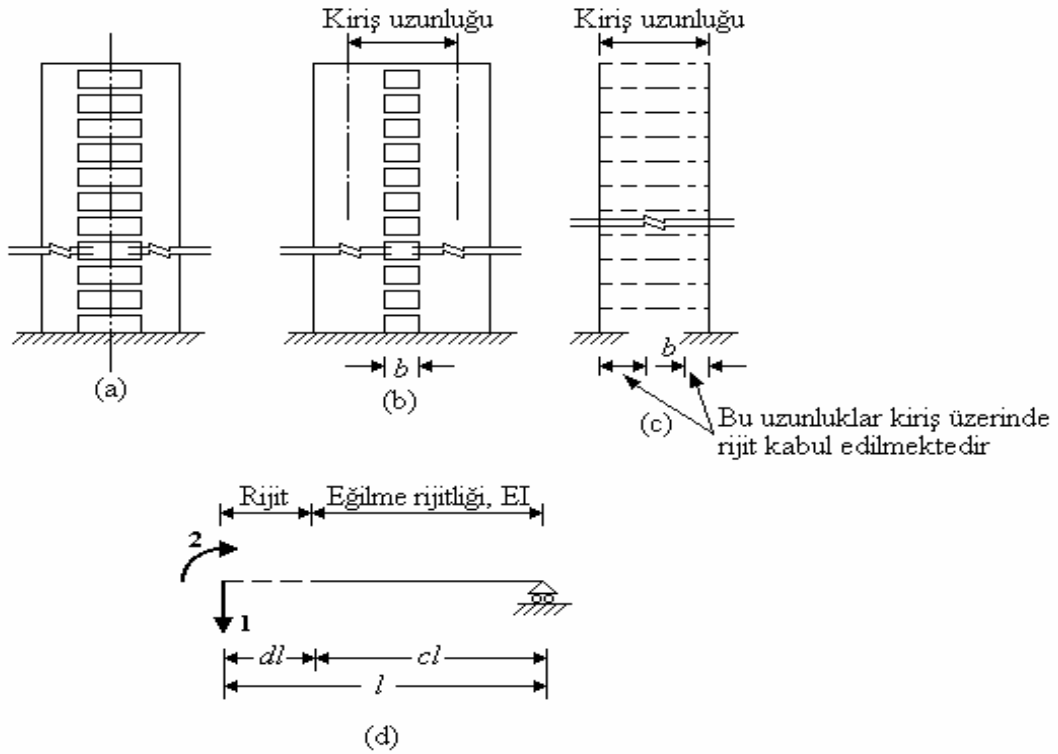 Kiriş uzunluğu
Kiriş uzunluğu
b
b
(a)
(b)
(c)
Bu uzunluklar kiriş üzerinde
rijit kabul edilmektedir
Rijit
Eğilme rijitliği, EI
2
1
dl
cl
l
(d)